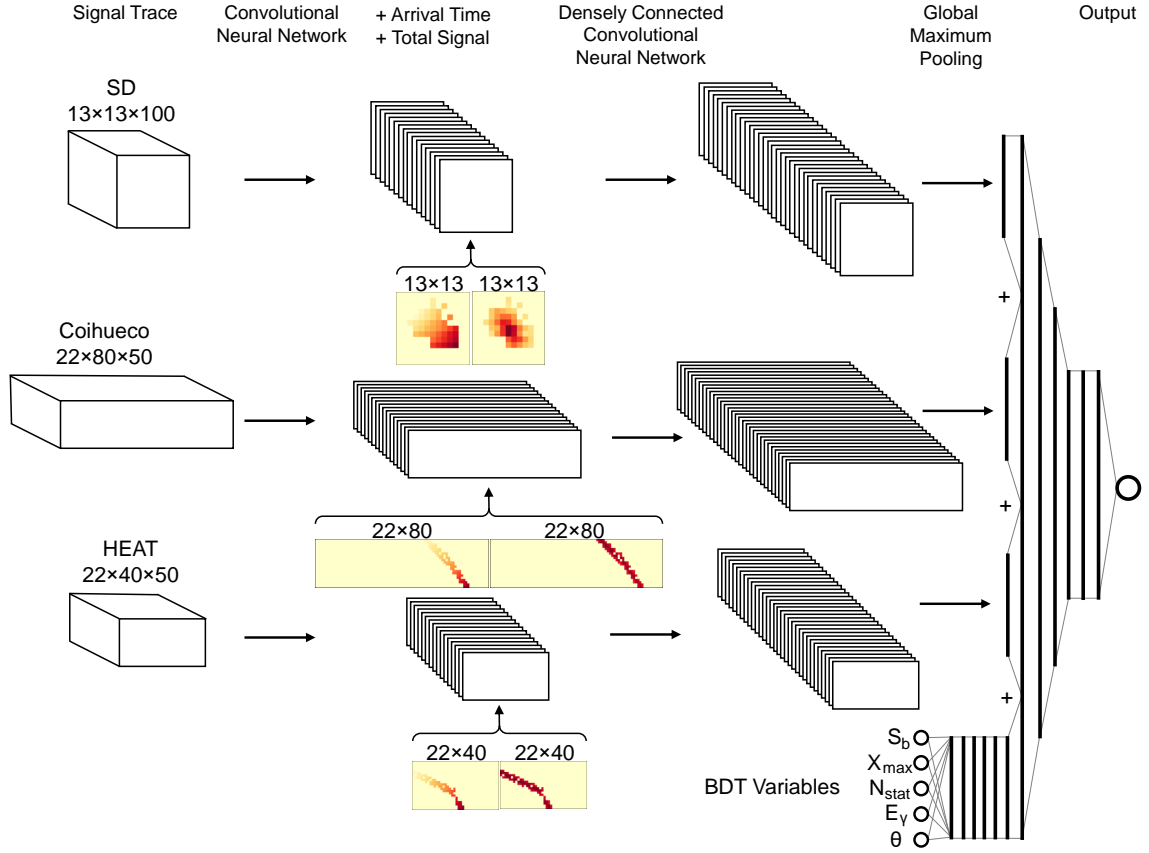 Signal Trace
Convolutional
Neural Network
+ Arrival Time
+ Total Signal
Densely Connected
Convolutional
Neural Network
Global
Maximum
Pooling
Output
SD
13×13×100
13×13 13×13
+
Coihueco
22×80×50
22×80 22×80
+
HEAT
22×40×50
22×40 22×40
+
BDT Variables
S_b
X_max
N_stat
E_γ
θ